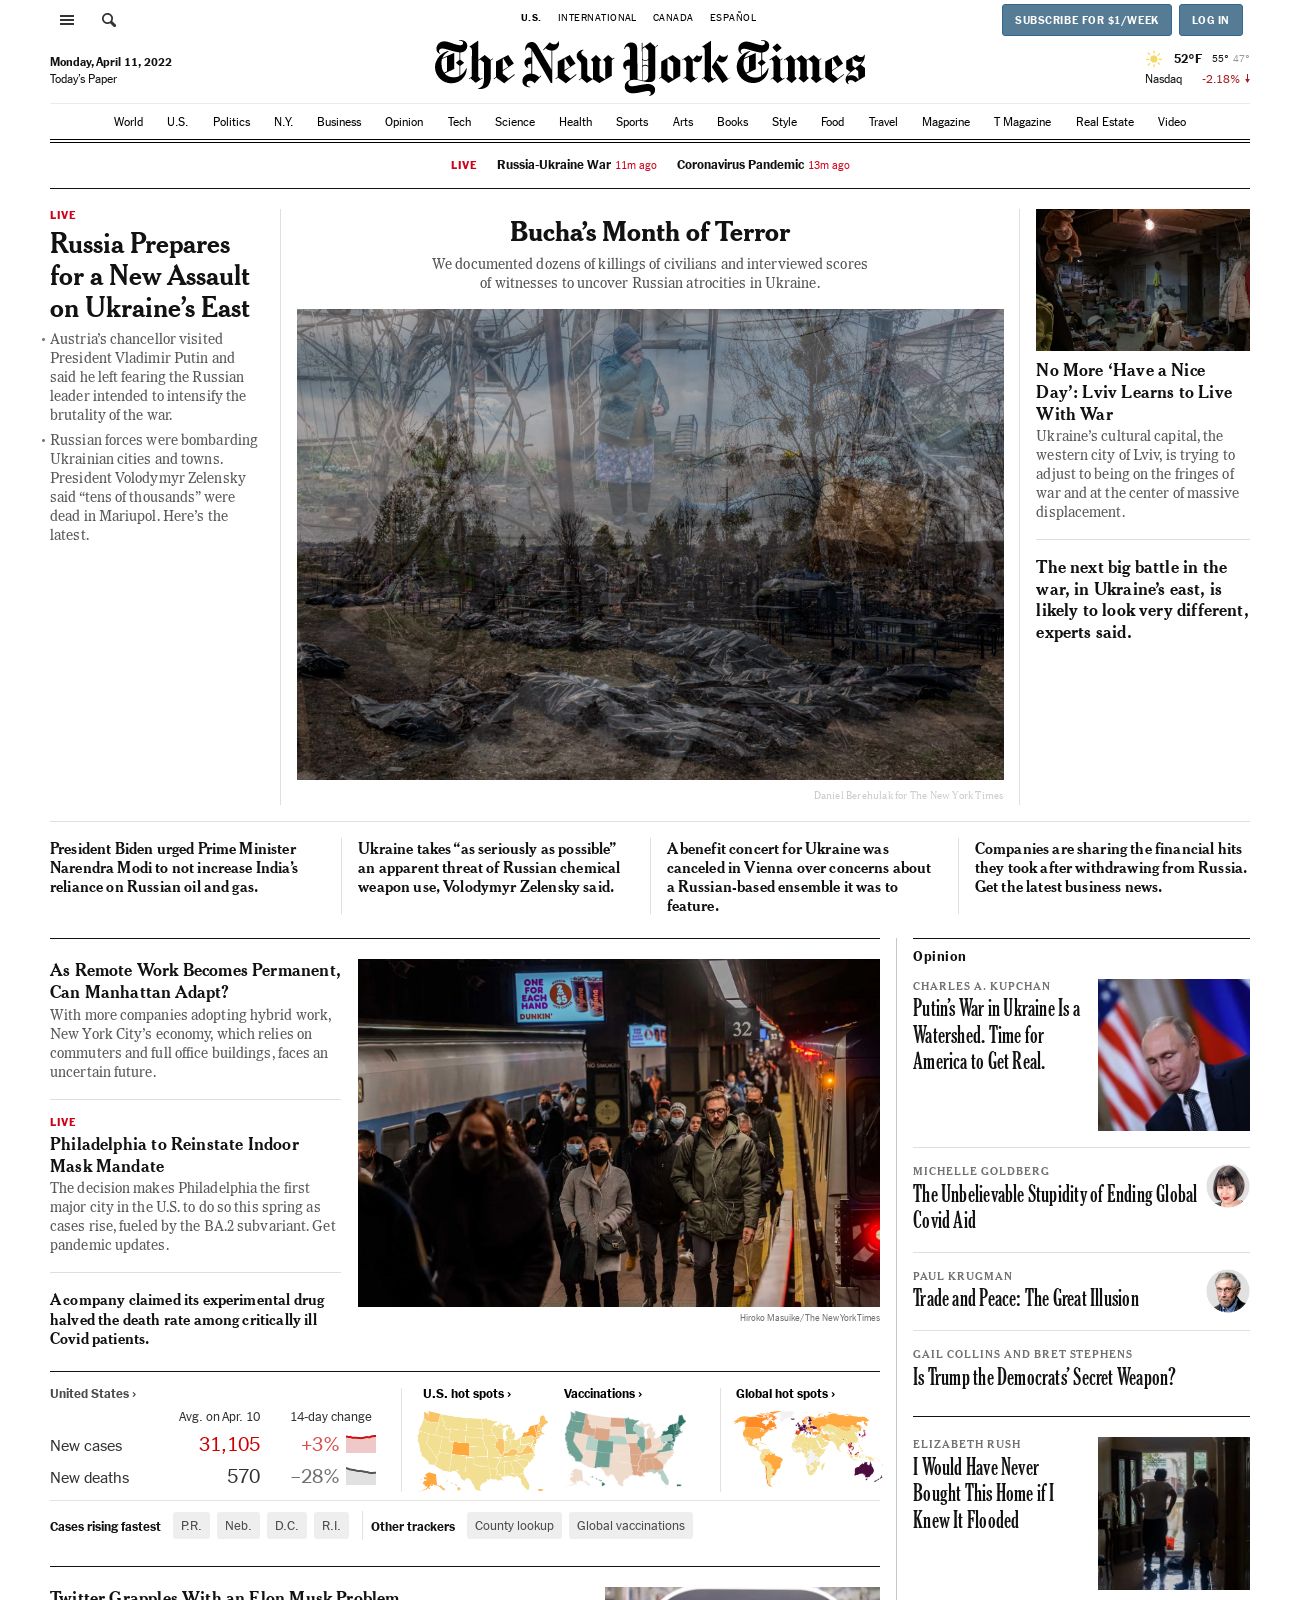 U.S. INTERNATIONAL CANADA ESPAÑOL
SUBSCRIBE FOR $1/WEEK LOG IN
Monday, April 11, 2022
Today's Paper
The New York Times
52°F 55° 47°
Nasdaq -2.18%
World U.S. Politics N.Y. Business Opinion Tech Science Health Sports Arts Books Style Food Travel Magazine T Magazine Real Estate Video
LIVE Russia-Ukraine War 11m ago Coronavirus Pandemic 13m ago
LIVE
Russia Prepares
for a New Assault
on Ukraine's East
• Austria's chancellor visited
President Vladimir Putin and
said he left fearing the Russian
leader intended to intensify the
brutality of the war.
• Russian forces were bombarding
Ukrainian cities and towns.
President Volodymyr Zelensky
said “tens of thousands” were
dead in Mariupol. Here's the
latest.
Bucha's Month of Terror
We documented dozens of killings of civilians and interviewed scores
of witnesses to uncover Russian atrocities in Ukraine.
Daniel Berehulak for The New York Times
No More ‘Have a Nice
Day’: Lviv Learns to Live
With War
Ukraine's cultural capital, the
western city of Lviv, is trying to
adjust to being on the fringes of
war and at the center of massive
displacement.
The next big battle in the
war, in Ukraine's east, is
likely to look very different,
experts said.
President Biden urged Prime Minister
Narendra Modi to not increase India's
reliance on Russian oil and gas.
Ukraine takes “as seriously as possible”
an apparent threat of Russian chemical
weapon use, Volodymyr Zelensky said.
A benefit concert for Ukraine was
canceled in Vienna over concerns about
a Russian-based ensemble it was to
feature.
Companies are sharing the financial hits
they took after withdrawing from Russia.
Get the latest business news.
As Remote Work Becomes Permanent,
Can Manhattan Adapt?
With more companies adopting hybrid work,
New York City's economy, which relies on
commuters and full office buildings, faces an
uncertain future.
LIVE
Philadelphia to Reinstate Indoor
Mask Mandate
The decision makes Philadelphia the first
major city in the U.S. to do so this spring as
cases rise, fueled by the BA.2 subvariant. Get
pandemic updates.
A company claimed its experimental drug
halved the death rate among critically ill
Covid patients.
ONE
FOR
EACH
HAND
DUNKIN'
32
NO SMOKING
Hiroko Masuike/The New York Times
United States ›
Avg. on Apr. 10 14-day change
New cases 31,105 +3%
New deaths 570 –28%
U.S. hot spots › Vaccinations › Global hot spots ›
Cases rising fastest P.R. Neb. D.C. R.I. Other trackers County lookup Global vaccinations
Twitter Grapples With an Elon Musk Problem
Opinion
CHARLES A. KUPCHAN
Putin's War in Ukraine Is a
Watershed. Time for
America to Get Real.
MICHELLE GOLDBERG
The Unbelievable Stupidity of Ending Global
Covid Aid
PAUL KRUGMAN
Trade and Peace: The Great Illusion
GAIL COLLINS AND BRET STEPHENS
Is Trump the Democrats' Secret Weapon?
ELIZABETH RUSH
I Would Have Never
Bought This Home if I
Knew It Flooded